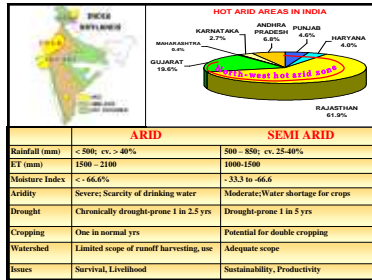 INDIA
HOT ARID AREAS IN INDIA
KARNATAKA
2.7%
ANDHRA
PRADESH
6.8%
PUNJAB
4.6%
HARYANA
4.0%
MAHARASHTRA
0.4%
GUJARAT
19.6%
North-west hot arid zone
RAJASTHAN
61.9%
ARID SEMI ARID
Rainfall (mm) < 500; cv. > 40% 500 – 850; cv. 25-40%
ET (mm) 1500 – 2100 1000-1500
Moisture Index < - 66.6% - 33.3 to -66.6
Aridity Severe; Scarcity of drinking water Moderate;Water shortage for crops
Drought Chronically drought-prone 1 in 2.5 yrs Drought-prone 1 in 5 yrs
Cropping One in normal yrs Potential for double cropping
Watershed Limited scope of runoff harvesting, use Adequate scope
Issues Survival, Livelihood Sustainability, Productivity